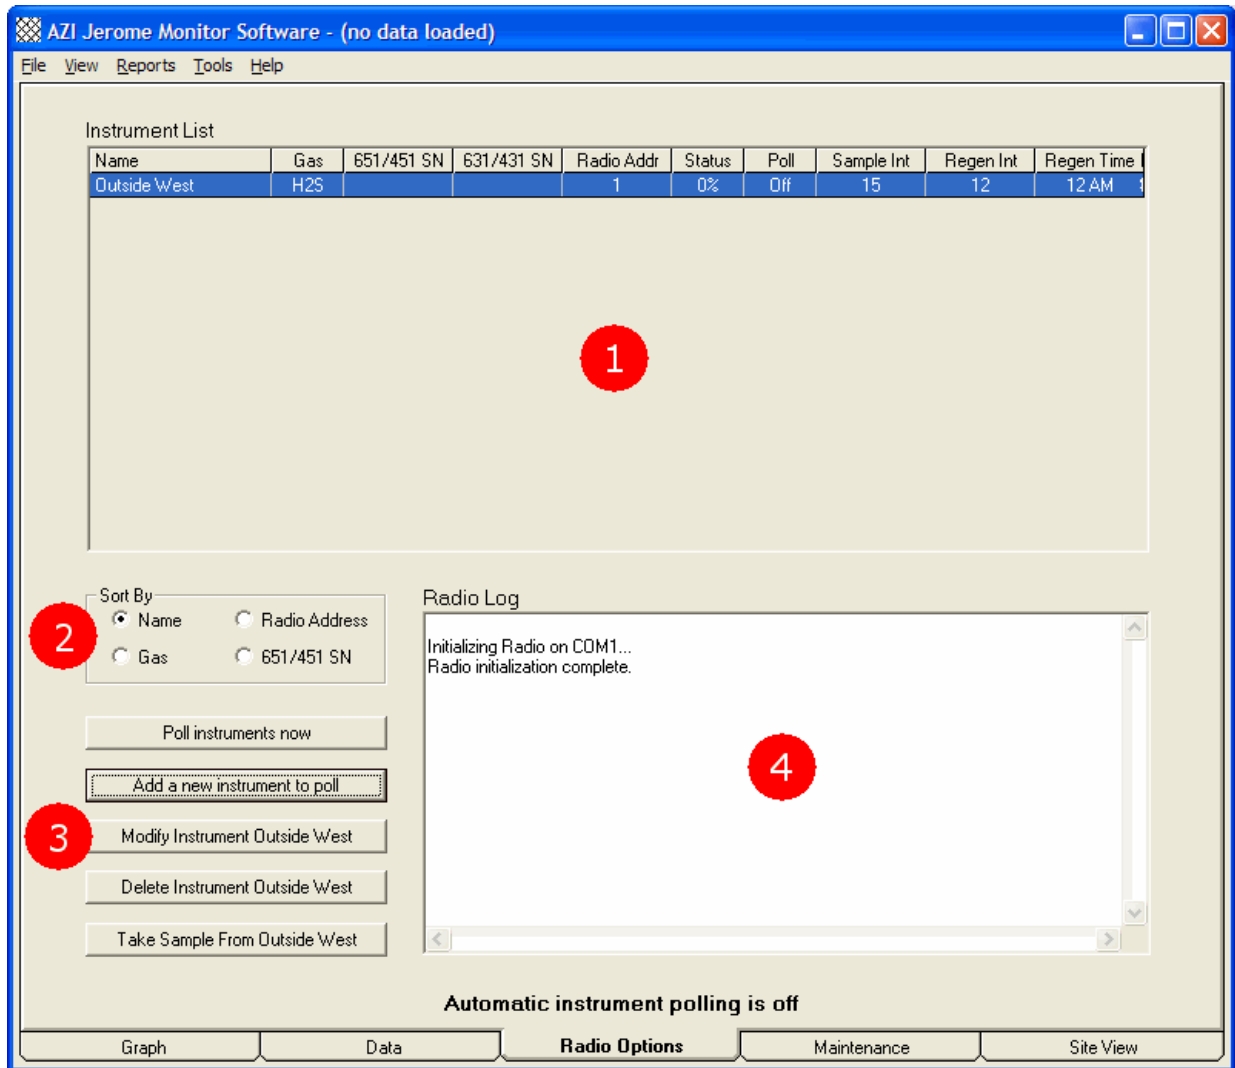 AZI Jerome Monitor Software - (no data loaded)
File View Reports Tools Help
Instrument List
Name Gas 651/451 SN 631/431 SN Radio Addr Status Poll Sample Int Regen Int Regen Time
Outside West H2S 1 0% Off 15 12 12 AM
1
Sort By
Name Radio Address
2
Gas 651/451 SN
Poll instruments now
Add a new instrument to poll
3
Modify Instrument Outside West
Delete Instrument Outside West
Take Sample From Outside West
Radio Log
Initializing Radio on COM1...
Radio initialization complete.
4
Automatic instrument polling is off
Graph Data Radio Options Maintenance Site View